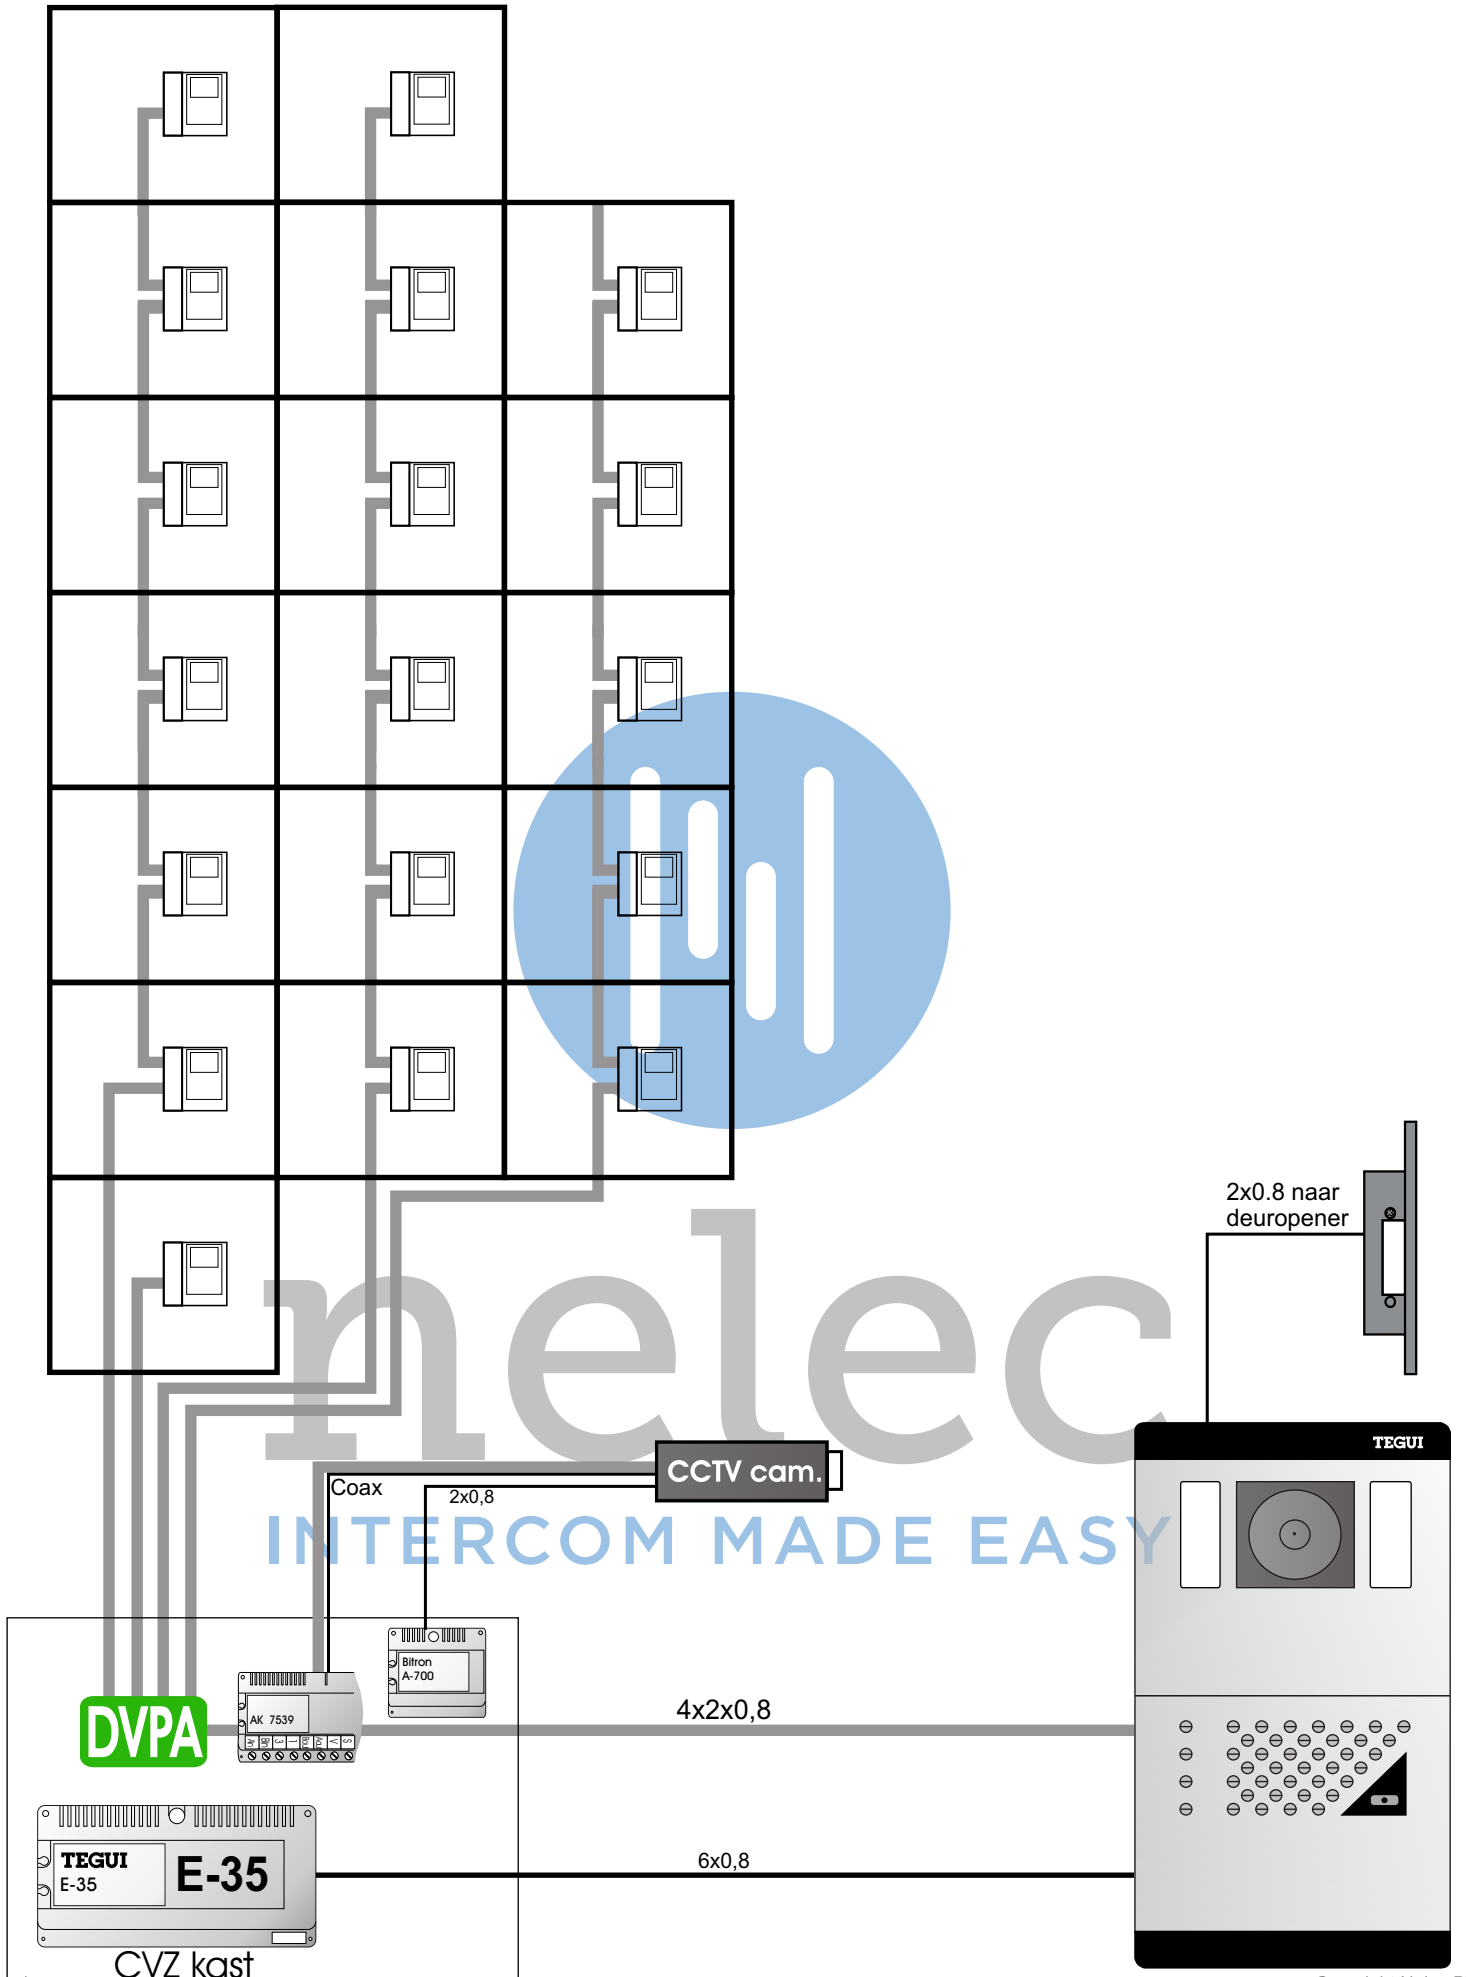 2x0.8 naar
deuropener
nelec
TEGUI
CCTV cam.
Coax
2x0,8
INTERCOM MADE EASY
Bitron
A-700
DVPA
AK 7539
4x2x0,8
TEGUI
E-35
E-35
6x0,8
CVZ kast